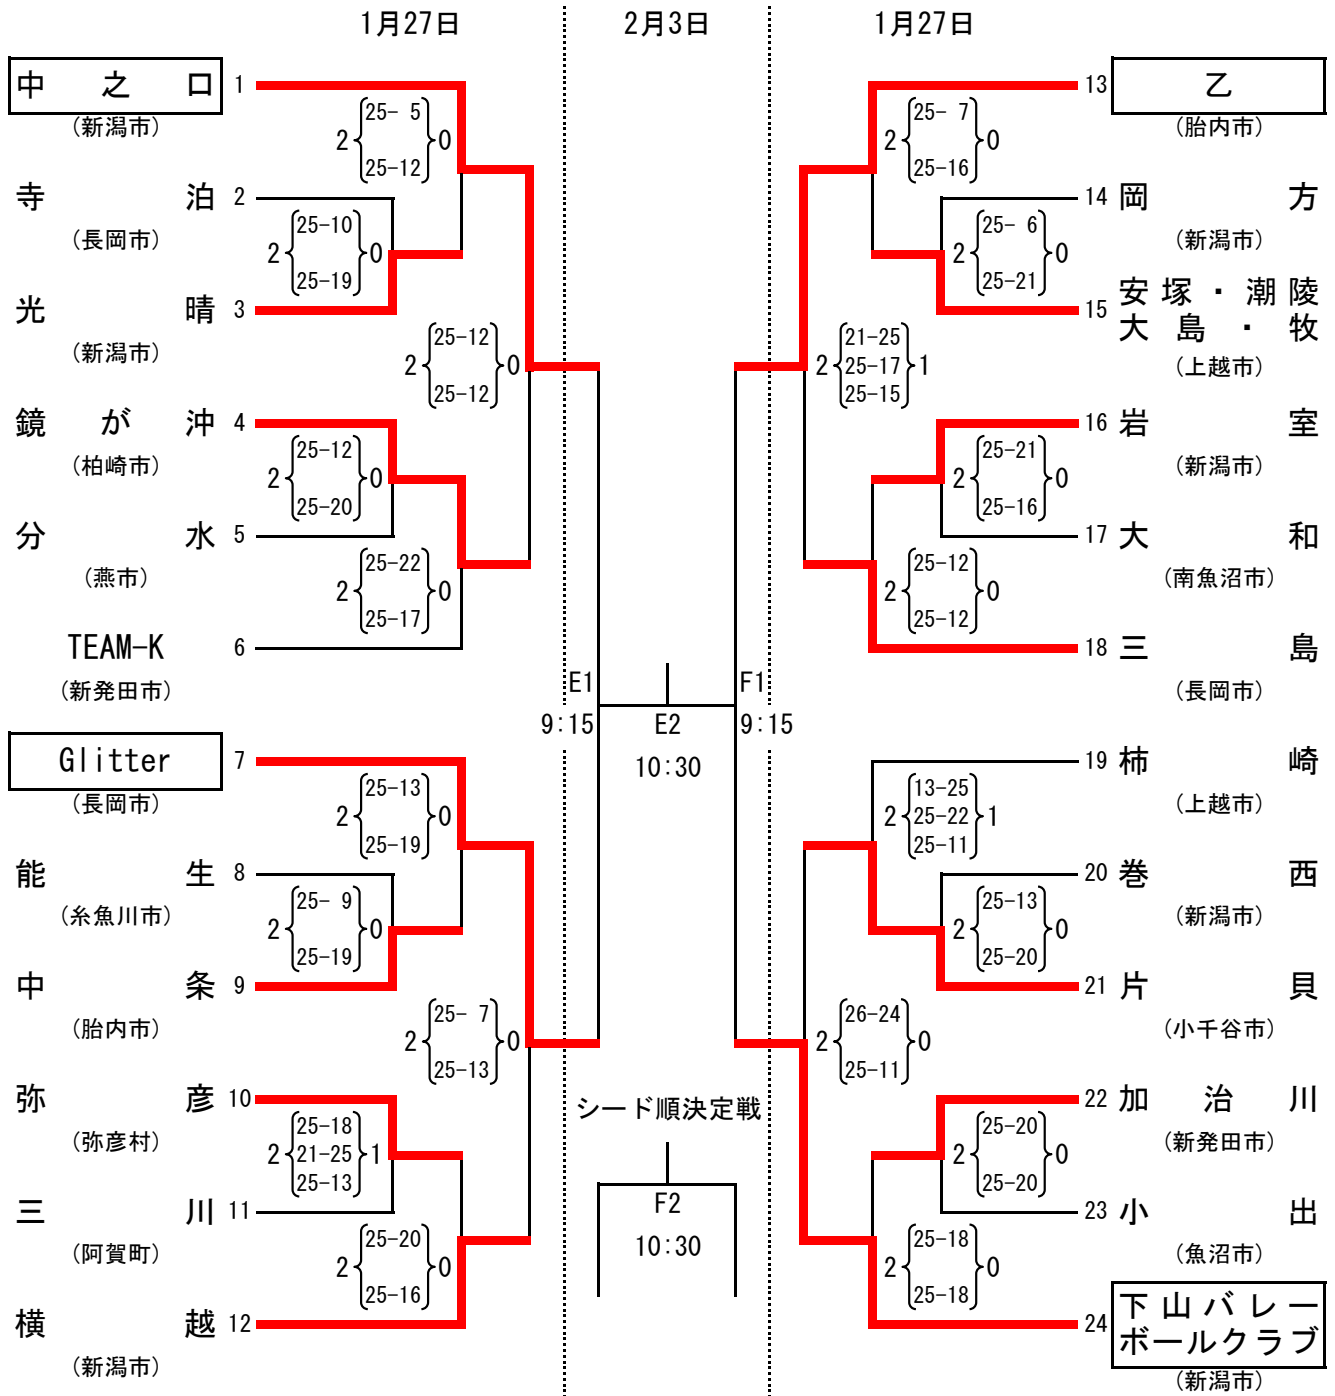 1月27日
2月3日
1月27日
中之口 1
(新潟市)
25- 5
2 0
25-12
寺泊 2
(長岡市)
25-10
2 0
25-19
光晴 3
(新潟市)
25-12
2 0
25-12
鏡が沖 4
(柏崎市)
25-12
2 0
25-20
分水 5
(燕市)
25-22
2 0
25-17
TEAM-K 6
(新発田市)
Glitter 7
(長岡市)
25-13
2 0
25-19
能生 8
(糸魚川市)
25- 9
2 0
25-19
中条 9
(胎内市)
25- 7
2 0
25-13
弥彦 10
(弥彦村)
25-18
2 21-25 1
25-13
三川 11
(阿賀町)
25-20
2 0
25-16
横越 12
(新潟市)
E1
9:15
E2
10:30
F1
9:15
シード順決定戦
F2
10:30
13 乙
(胎内市)
25- 7
2 0
25-16
14 岡方
(新潟市)
25- 6
2 0
25-21
15 安塚・潮陵
大島・牧
(上越市)
21-25
2 25-17 1
25-15
16 岩室
(新潟市)
25-21
2 0
25-16
17 大和
(南魚沼市)
25-12
2 0
25-12
18 三島
(長岡市)
19 柿崎
(上越市)
13-25
2 25-22 1
25-11
20 巻西
(新潟市)
25-13
2 0
25-20
21 片貝
(小千谷市)
26-24
2 0
25-11
22 加治川
(新発田市)
25-20
2 0
25-20
23 小出
(魚沼市)
25-18
2 0
25-18
24 下山バレー
ボールクラブ
(新潟市)